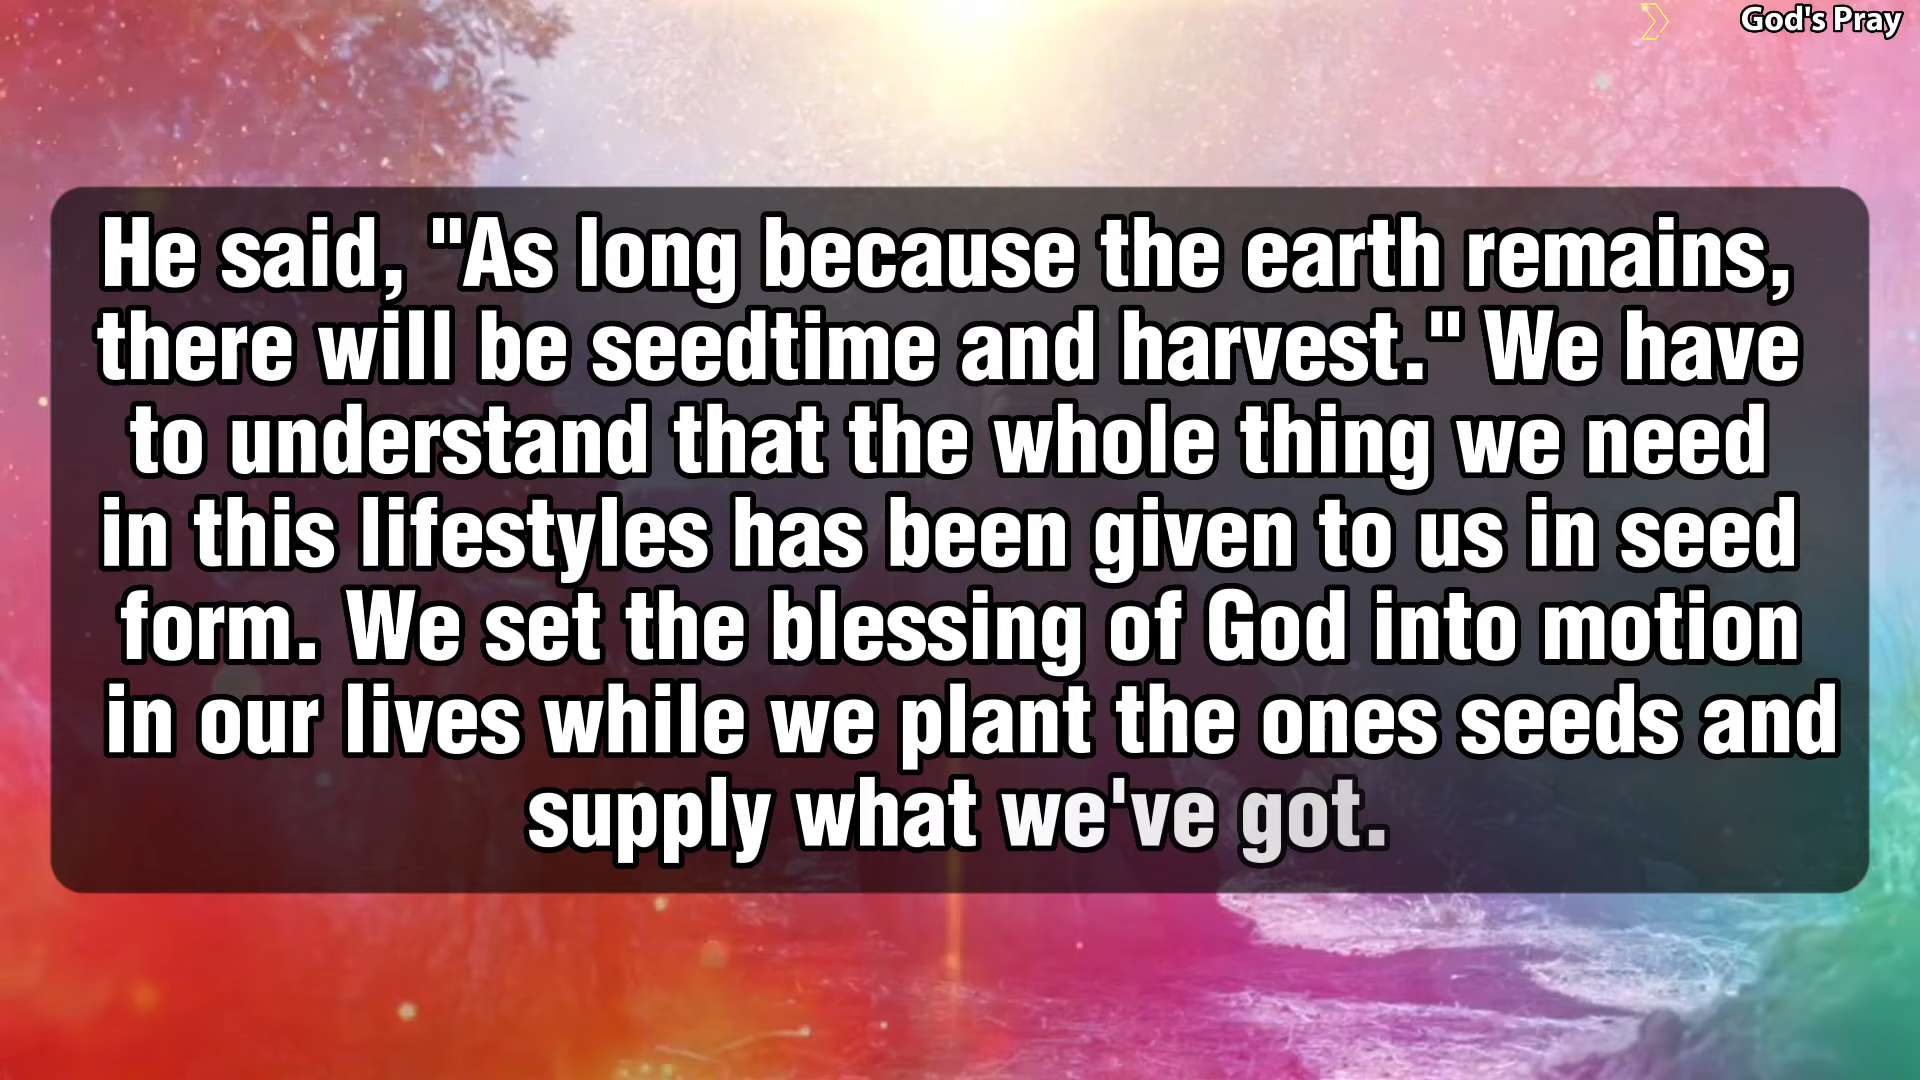 God's Pray
He said, "As long because the earth remains,
there will be seedtime and harvest." We have
to understand that the whole thing we need
in this lifestyles has been given to us in seed
form. We set the blessing of God into motion
in our lives while we plant the ones seeds and
supply what we've got.